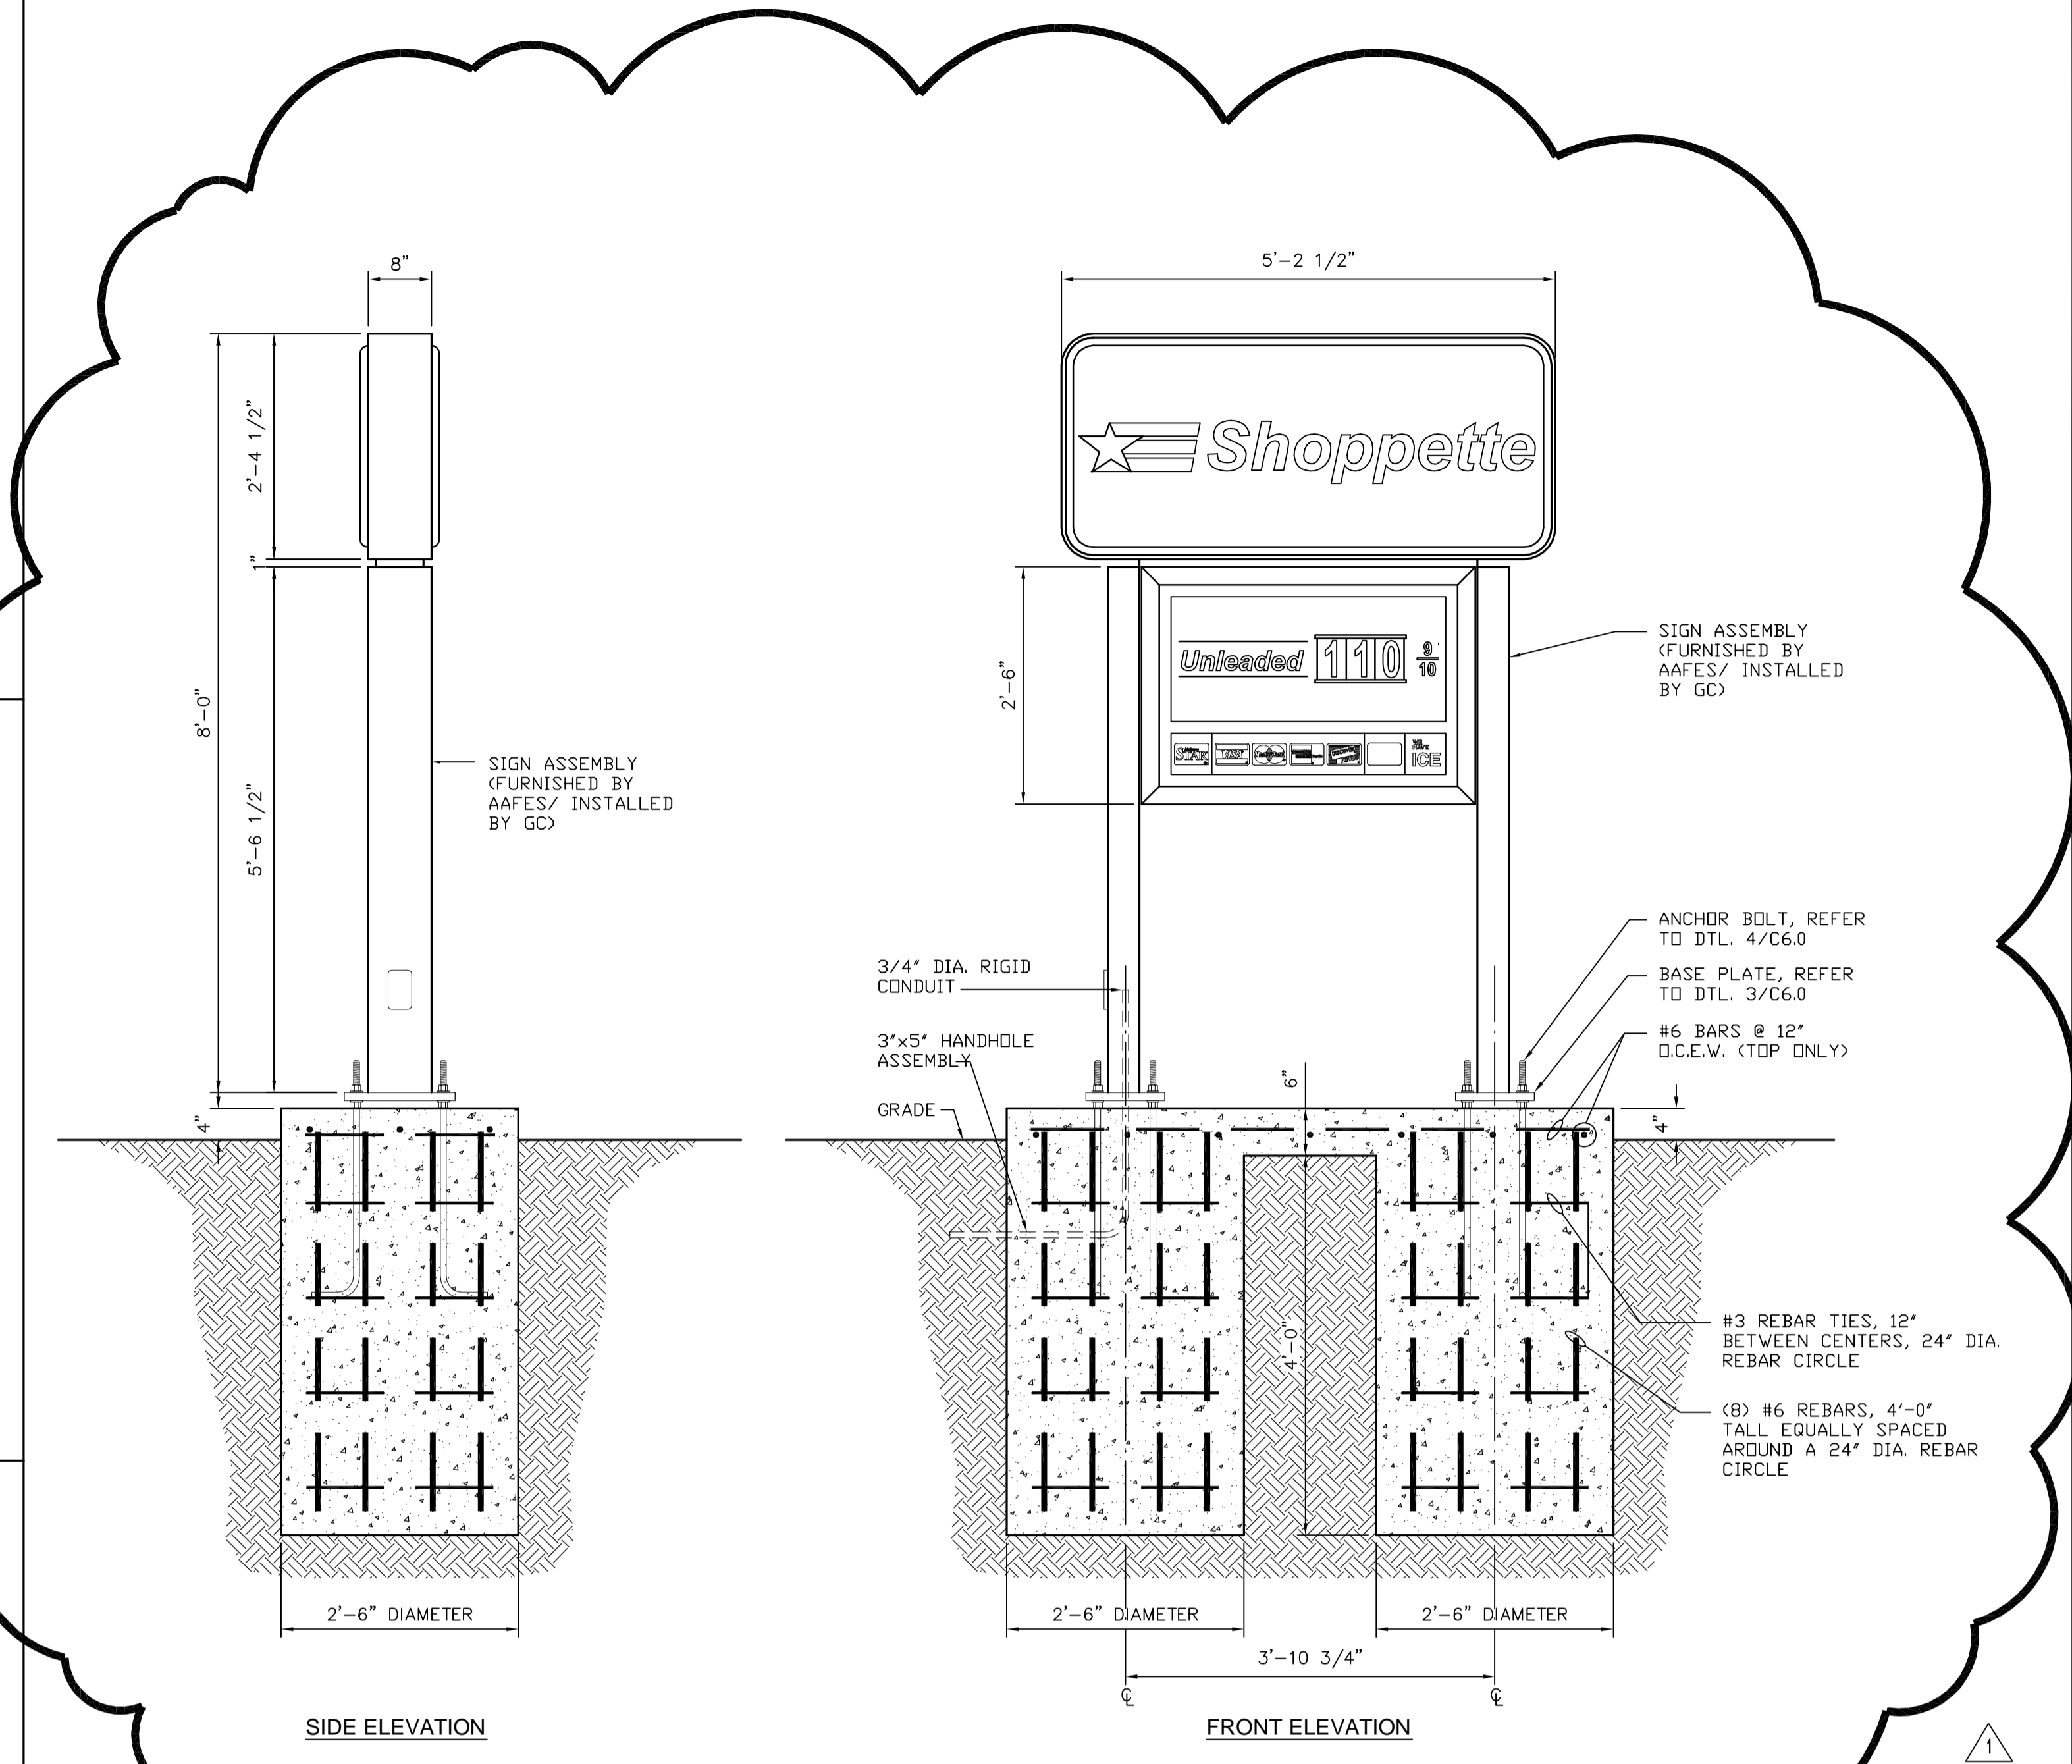 8”
5’-2 1/2”
2’-4 1/2”
1”
8’-0”
5’-6 1/2”
4”
Shoppette
2’-6”
Unleaded 110 9/10
STAR VISA MasterCard DISCOVER WE HAVE ICE
SIGN ASSEMBLY
(FURNISHED BY
AAFES/ INSTALLED
BY GC)
SIGN ASSEMBLY
(FURNISHED BY
AAFES/ INSTALLED
BY GC)
3/4" DIA. RIGID
CONDUIT
3"x5" HANDHOLE
ASSEMBLY
GRADE
ANCHOR BOLT, REFER
TO DTL. 4/C6.0
BASE PLATE, REFER
TO DTL. 3/C6.0
#6 BARS @ 12"
O.C.E.W. (TOP ONLY)
6”
4”
4’-0”
#3 REBAR TIES, 12"
BETWEEN CENTERS, 24" DIA.
REBAR CIRCLE
(8) #6 REBARS, 4'-0"
TALL EQUALLY SPACED
AROUND A 24" DIA. REBAR
CIRCLE
2’-6” DIAMETER
2’-6” DIAMETER
2’-6” DIAMETER
3’-10 3/4”
℄
℄
SIDE ELEVATION
FRONT ELEVATION
1